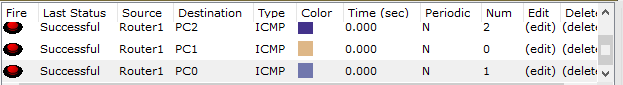 Fire Last Status Source Destination Type Color Time (sec) Periodic Num Edit Delete
Successful Router1 PC2 ICMP 0.000 N 2 (edit) (delete
Successful Router1 PC1 ICMP 0.000 N 0 (edit) (delete
Successful Router1 PC0 ICMP 0.000 N 1 (edit) (delete